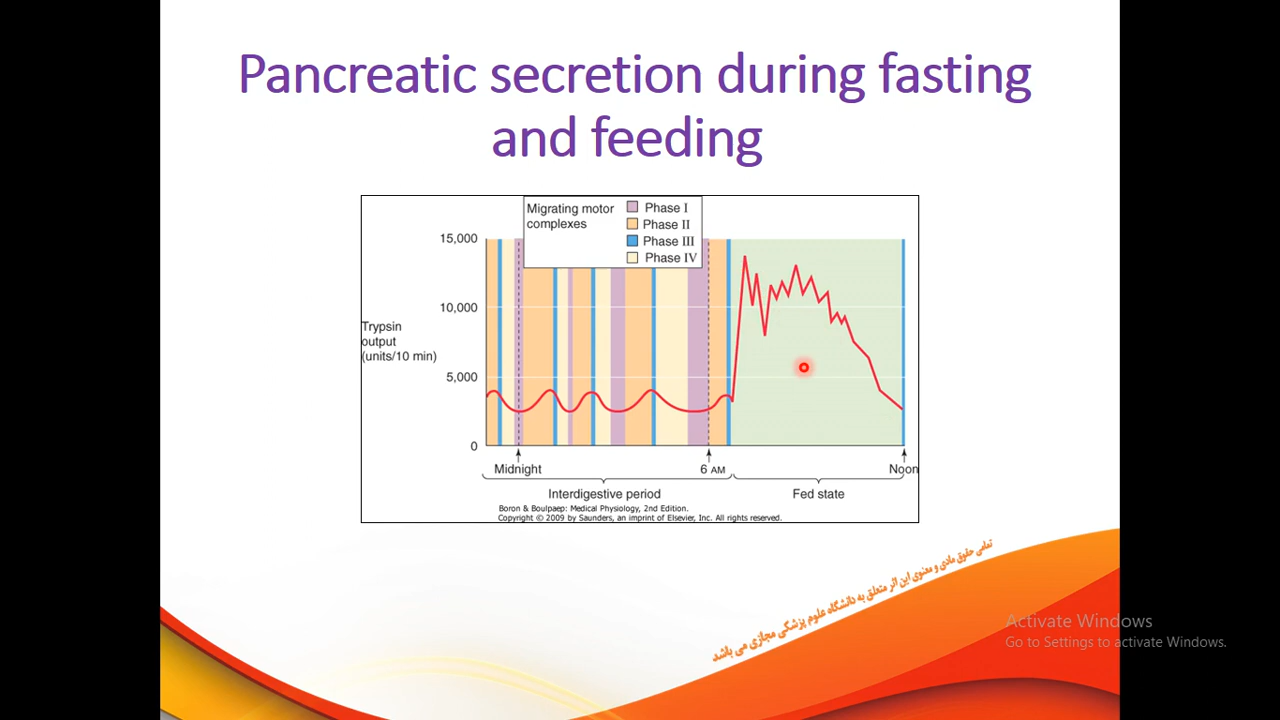 Pancreatic secretion during fasting
and feeding
Migrating motor
complexes
Phase I
Phase II
Phase III
Phase IV
15,000
10,000
Trypsin
output
(units/10 min)
5,000
0
Midnight
6 AM
Noon
Interdigestive period
Fed state
Boron & Boulpaep: Medical Physiology, 2nd Edition.
Copyright © 2009 by Saunders, an imprint of Elsevier, Inc. All rights reserved.
تمامی حقوق مادی و معنوی این اثر متعلق به دانشگاه علوم پزشکی مجازی می باشد
Activate Windows
Go to Settings to activate Windows.